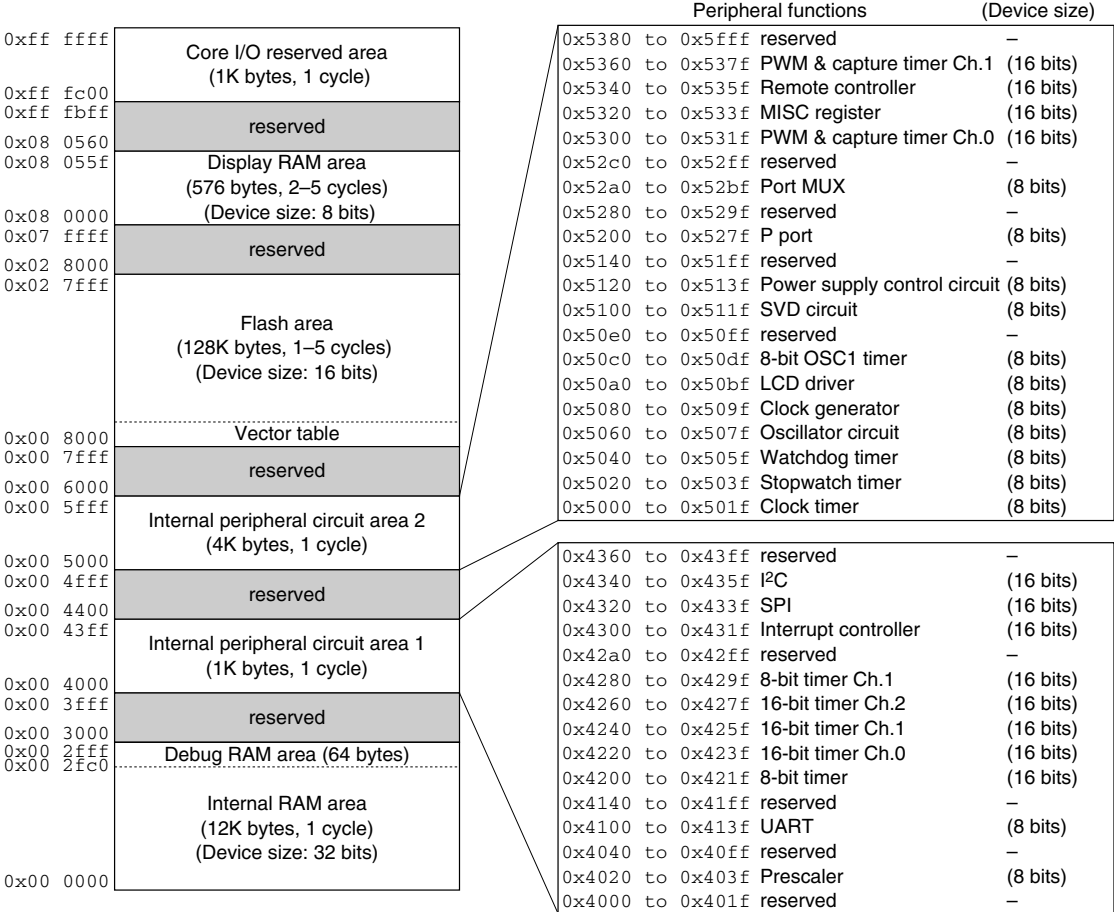 Peripheral functions (Device size)
0xff ffff
Core I/O reserved area
(1K bytes, 1 cycle)
0xff fc00
0xff fbff
reserved
0x08 0560
0x08 055f
Display RAM area
(576 bytes, 2–5 cycles)
(Device size: 8 bits)
0x08 0000
0x07 ffff
reserved
0x02 8000
0x02 7fff
Flash area
(128K bytes, 1–5 cycles)
(Device size: 16 bits)
Vector table
0x00 8000
0x00 7fff
reserved
0x00 6000
0x00 5fff
Internal peripheral circuit area 2
(4K bytes, 1 cycle)
0x00 5000
0x00 4fff
reserved
0x00 4400
0x00 43ff
Internal peripheral circuit area 1
(1K bytes, 1 cycle)
0x00 4000
0x00 3fff
reserved
0x00 3000
0x00 2fff
Debug RAM area (64 bytes)
0x00 2fc0
Internal RAM area
(12K bytes, 1 cycle)
(Device size: 32 bits)
0x00 0000
0x5380 to 0x5fff reserved –
0x5360 to 0x537f PWM & capture timer Ch.1 (16 bits)
0x5340 to 0x535f Remote controller (16 bits)
0x5320 to 0x533f MISC register (16 bits)
0x5300 to 0x531f PWM & capture timer Ch.0 (16 bits)
0x52c0 to 0x52ff reserved –
0x52a0 to 0x52bf Port MUX (8 bits)
0x5280 to 0x529f reserved –
0x5200 to 0x527f P port (8 bits)
0x5140 to 0x51ff reserved –
0x5120 to 0x513f Power supply control circuit (8 bits)
0x5100 to 0x511f SVD circuit (8 bits)
0x50e0 to 0x50ff reserved –
0x50c0 to 0x50df 8-bit OSC1 timer (8 bits)
0x50a0 to 0x50bf LCD driver (8 bits)
0x5080 to 0x509f Clock generator (8 bits)
0x5060 to 0x507f Oscillator circuit (8 bits)
0x5040 to 0x505f Watchdog timer (8 bits)
0x5020 to 0x503f Stopwatch timer (8 bits)
0x5000 to 0x501f Clock timer (8 bits)
0x4360 to 0x43ff reserved –
0x4340 to 0x435f I²C (16 bits)
0x4320 to 0x433f SPI (16 bits)
0x4300 to 0x431f Interrupt controller (16 bits)
0x42a0 to 0x42ff reserved –
0x4280 to 0x429f 8-bit timer Ch.1 (16 bits)
0x4260 to 0x427f 16-bit timer Ch.2 (16 bits)
0x4240 to 0x425f 16-bit timer Ch.1 (16 bits)
0x4220 to 0x423f 16-bit timer Ch.0 (16 bits)
0x4200 to 0x421f 8-bit timer (16 bits)
0x4140 to 0x41ff reserved –
0x4100 to 0x413f UART (8 bits)
0x4040 to 0x40ff reserved –
0x4020 to 0x403f Prescaler (8 bits)
0x4000 to 0x401f reserved –